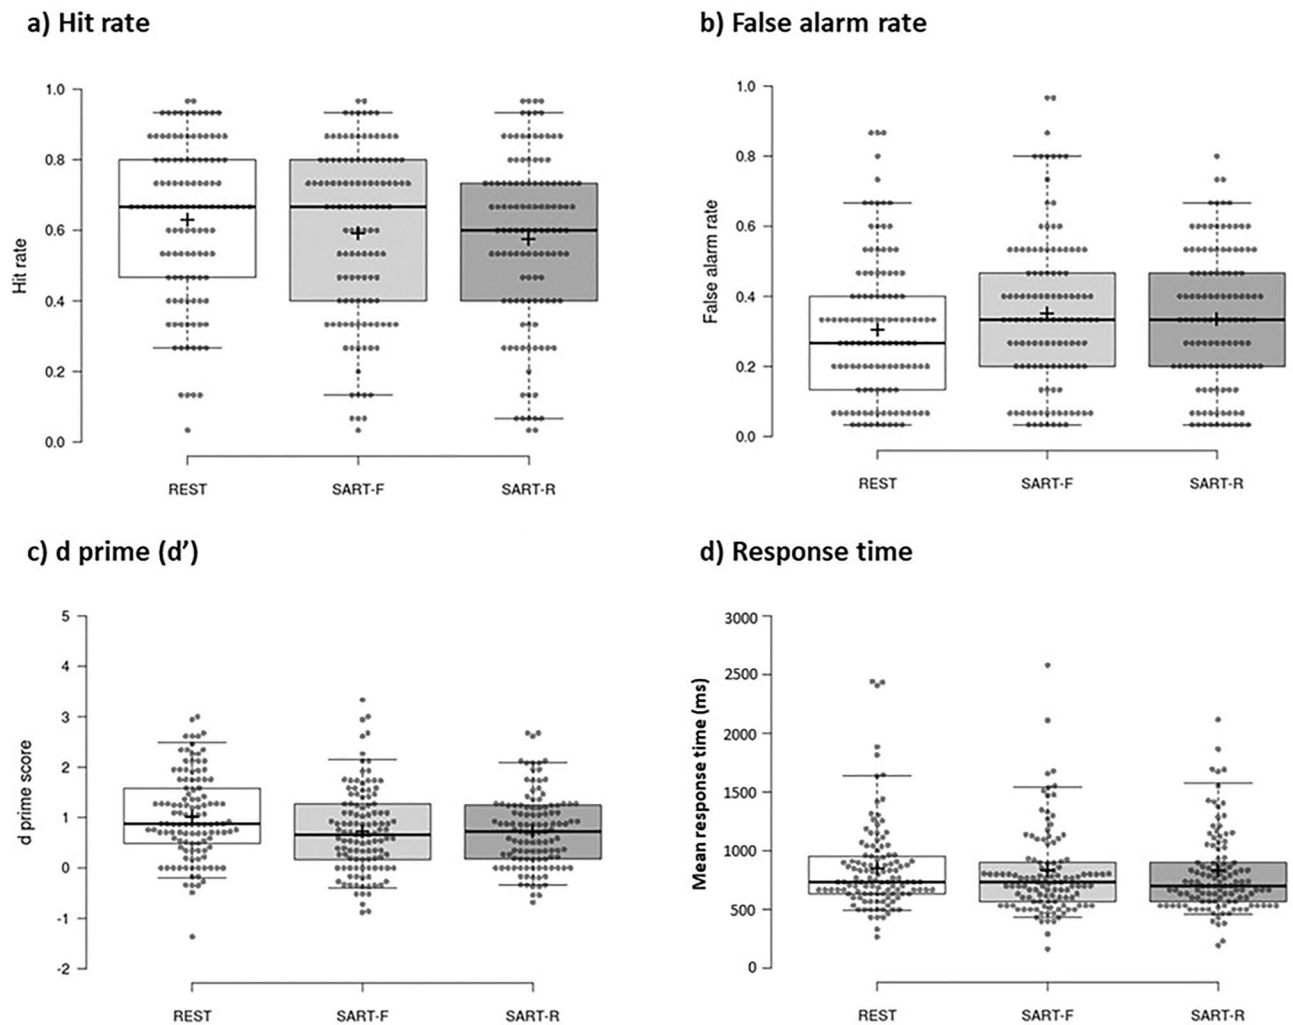 a) Hit rate
b) False alarm rate
1.0
0.8
0.6
0.4
0.2
0.0
Hit rate
REST
SART-F
SART-R
1.0
0.8
0.6
0.4
0.2
0.0
False alarm rate
REST
SART-F
SART-R
c) d prime (d’)
d) Response time
5
4
3
2
1
0
-1
-2
d prime score
REST
SART-F
SART-R
3000
2500
2000
1500
1000
500
0
Mean response time (ms)
REST
SART-F
SART-R